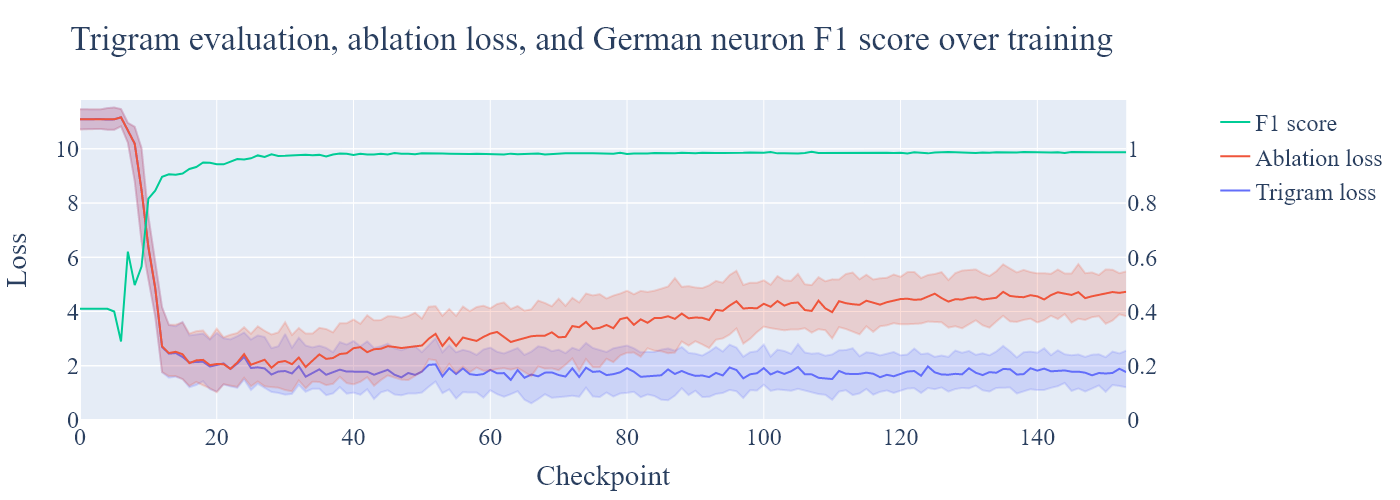 Trigram evaluation, ablation loss, and German neuron F1 score over training
F1 score
Ablation loss
Trigram loss
Loss
10
8
6
4
2
0
1
0.8
0.6
0.4
0.2
0
0 20 40 60 80 100 120 140
Checkpoint